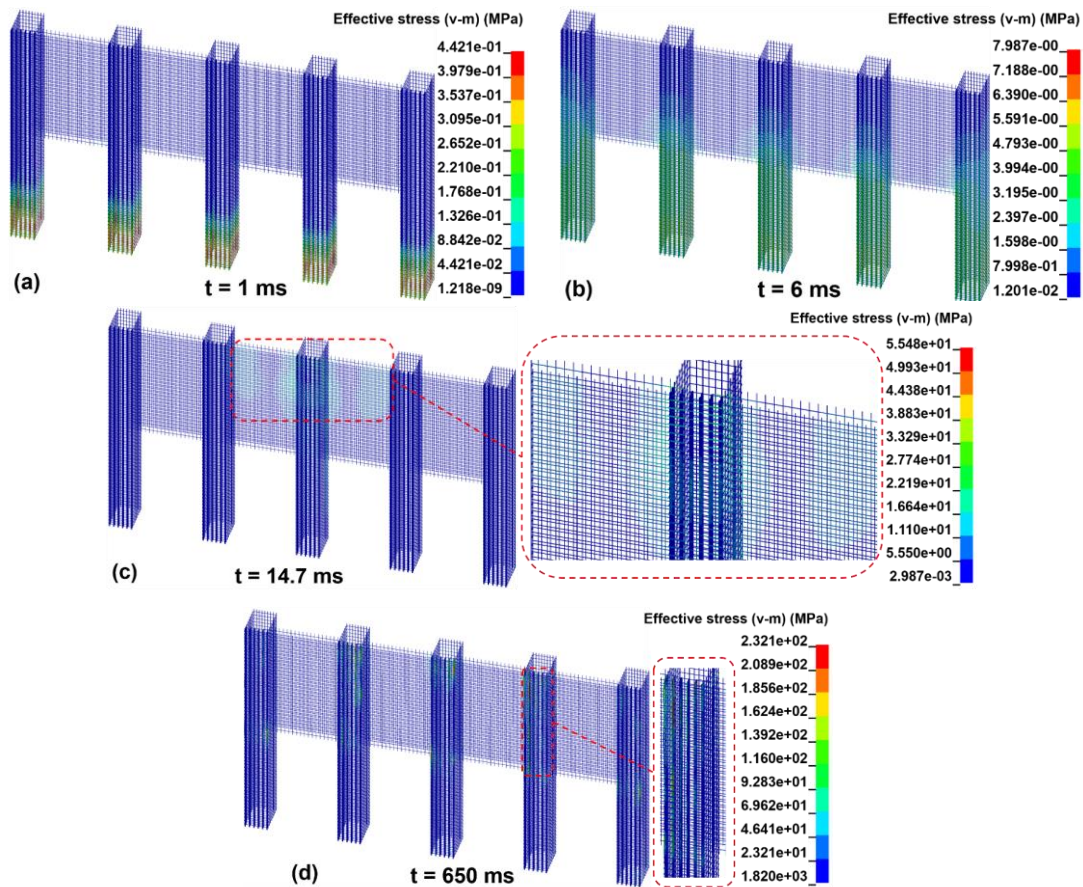 Effective stress (v-m) (MPa)
4.421e-01
3.979e-01
3.537e-01
3.095e-01
2.652e-01
2.210e-01
1.768e-01
1.326e-01
8.842e-02
4.421e-02
1.218e-09
(a)
t = 1 ms
Effective stress (v-m) (MPa)
7.987e-00
7.188e-00
6.390e-00
5.591e-00
4.793e-00
3.994e-00
3.195e-00
2.397e-00
1.598e-00
7.998e-01
1.201e-02
(b)
t = 6 ms
Effective stress (v-m) (MPa)
5.548e+01
4.993e+01
4.438e+01
3.883e+01
3.329e+01
2.774e+01
2.219e+01
1.664e+01
1.110e+01
5.550e+00
2.987e-03
(c)
t = 14.7 ms
Effective stress (v-m) (MPa)
2.321e+02
2.089e+02
1.856e+02
1.624e+02
1.392e+02
1.160e+02
9.283e+01
6.962e+01
4.641e+01
2.321e+01
1.820e+03
(d)
t = 650 ms